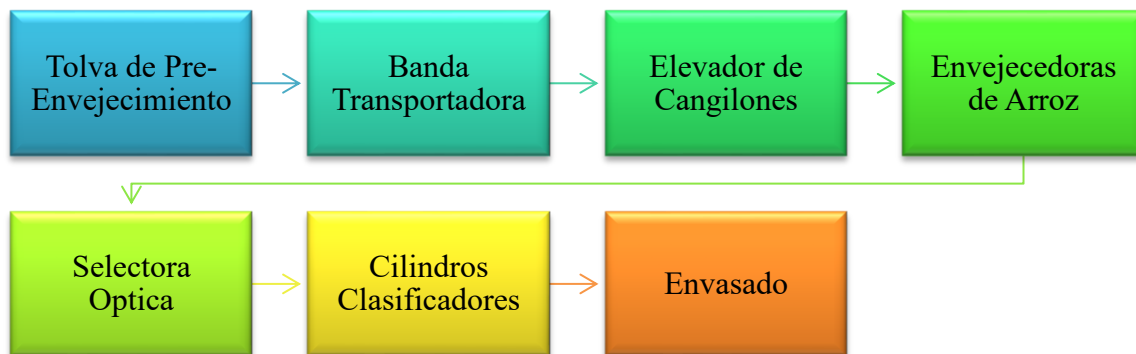 Tolva de Pre-
Envejecimiento
Banda
Transportadora
Elevador de
Cangilones
Envejecedoras
de Arroz
Selectora
Optica
Cilindros
Clasificadores
Envasado